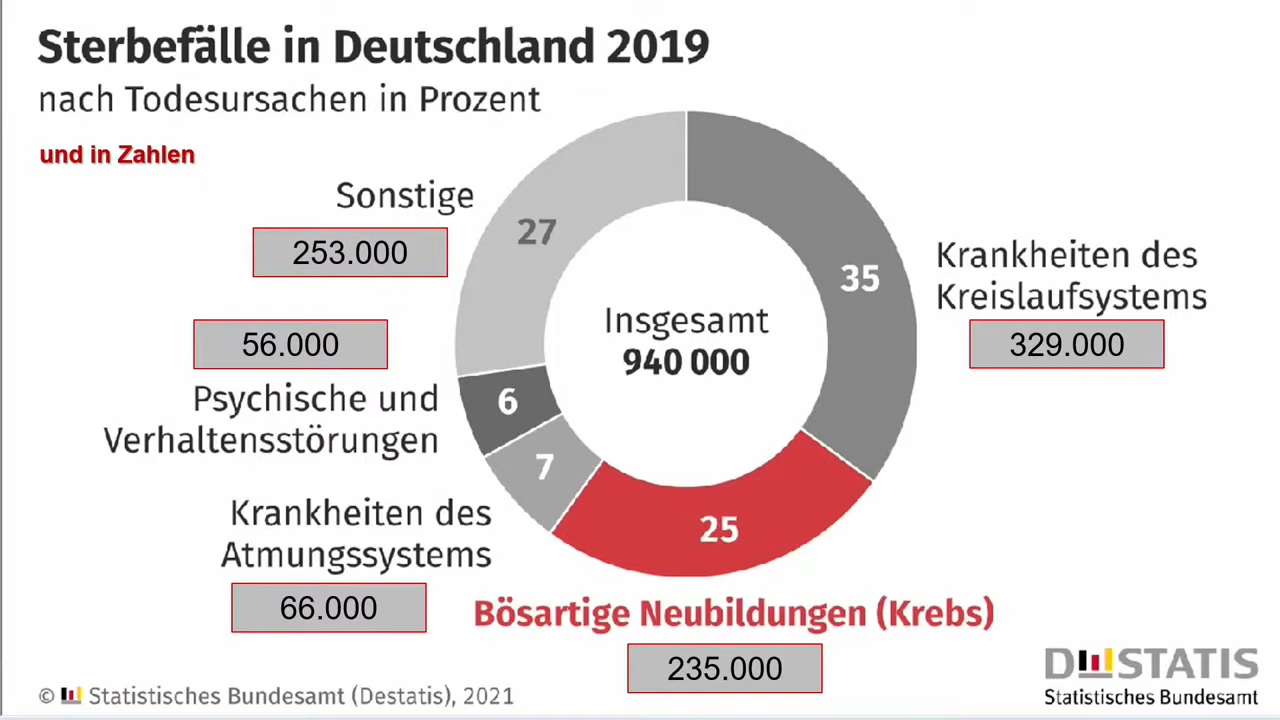 Sterbefälle in Deutschland 2019
nach Todesursachen in Prozent
und in Zahlen
Sonstige
27
253.000
35
Krankheiten des
Kreislaufsystems
329.000
Insgesamt
940 000
56.000
6
Psychische und
Verhaltensstörungen
7
Krankheiten des
Atmungssystems
66.000
25
Bösartige Neubildungen (Krebs)
235.000
© Statistisches Bundesamt (Destatis), 2021
DESTATIS
Statistisches Bundesamt